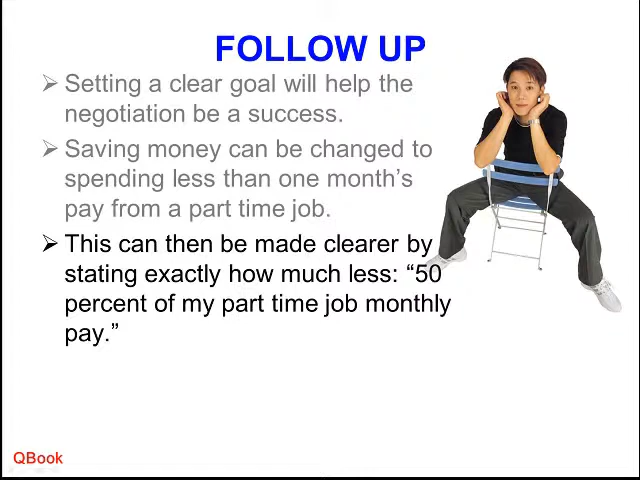 FOLLOW UP
➢ Setting a clear goal will help the
negotiation be a success.
➢ Saving money can be changed to
spending less than one month's
pay from a part time job.
➢ This can then be made clearer by
stating exactly how much less: “50
percent of my part time job monthly
pay.”
QBook